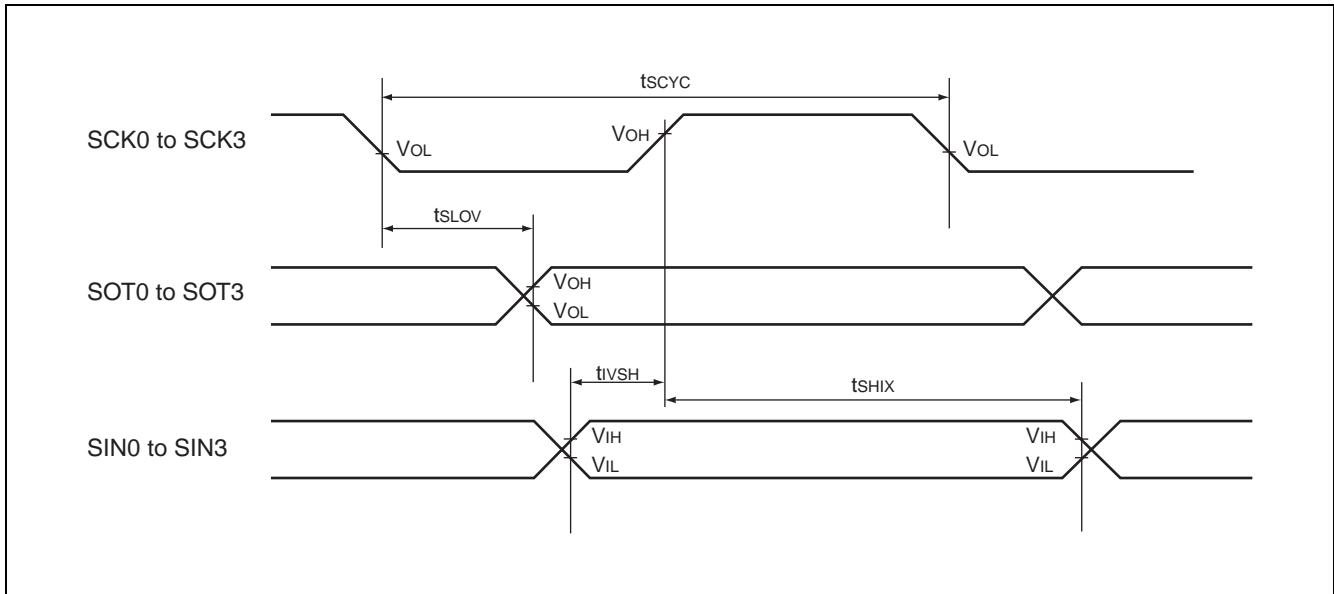 tSCYC
SCK0 to SCK3
VOL
VOH
VOL
tSLOV
SOT0 to SOT3
VOH
VOL
tIVSH
tSHIX
SIN0 to SIN3
VIH
VIH
VIL
VIL